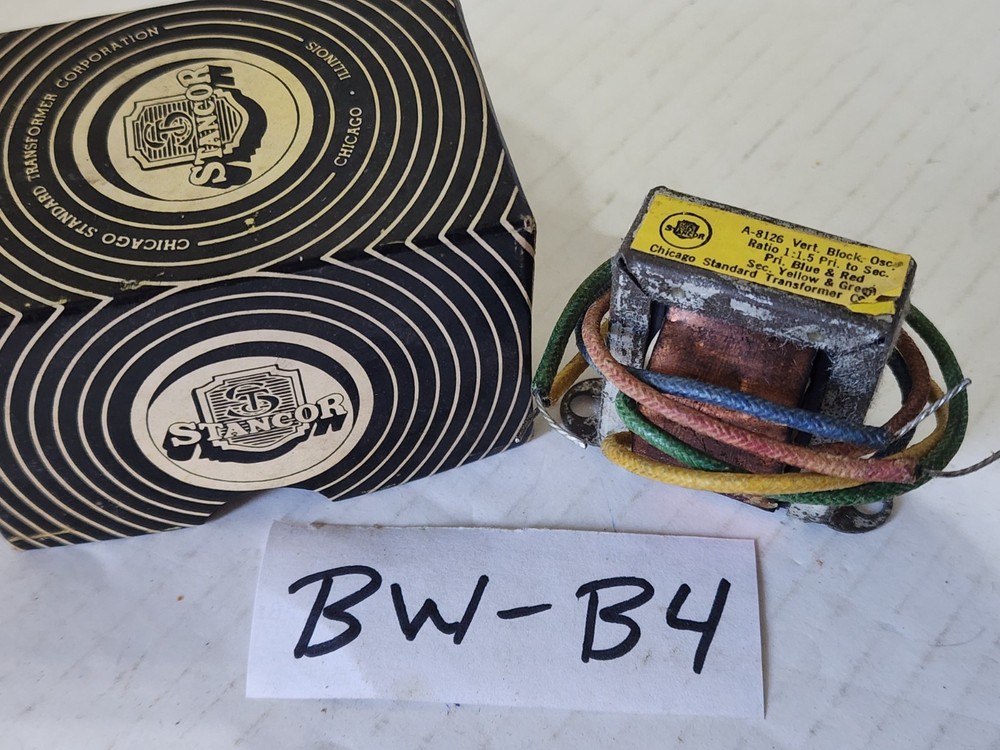 CHICAGO STANDARD TRANSFORMER CORPORATION
CHICAGO · ILLINOIS
STANCOR
STANCOR
STANCOR
A-8126 Vert. Block. Osc.
Ratio 1:1.5 Pri. to Sec.
Pri. Blue & Red
Sec. Yellow & Green
Chicago Standard Transformer
BW-B4